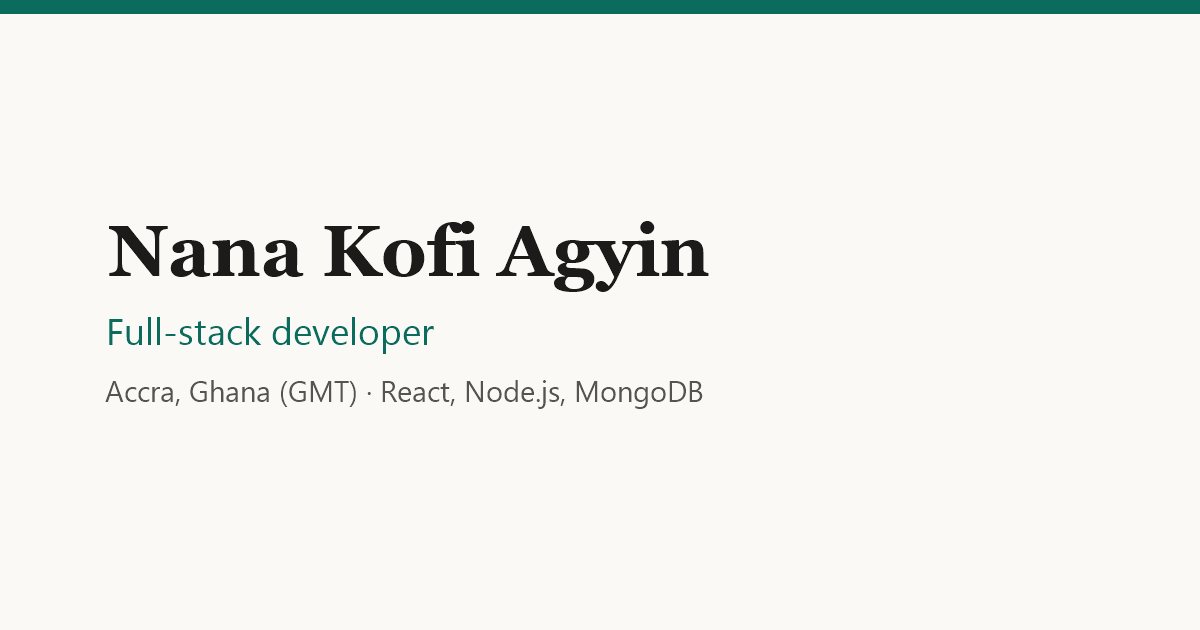 Nana Kofi Agyin
Full-stack developer
Accra, Ghana (GMT) · React, Node.js, MongoDB